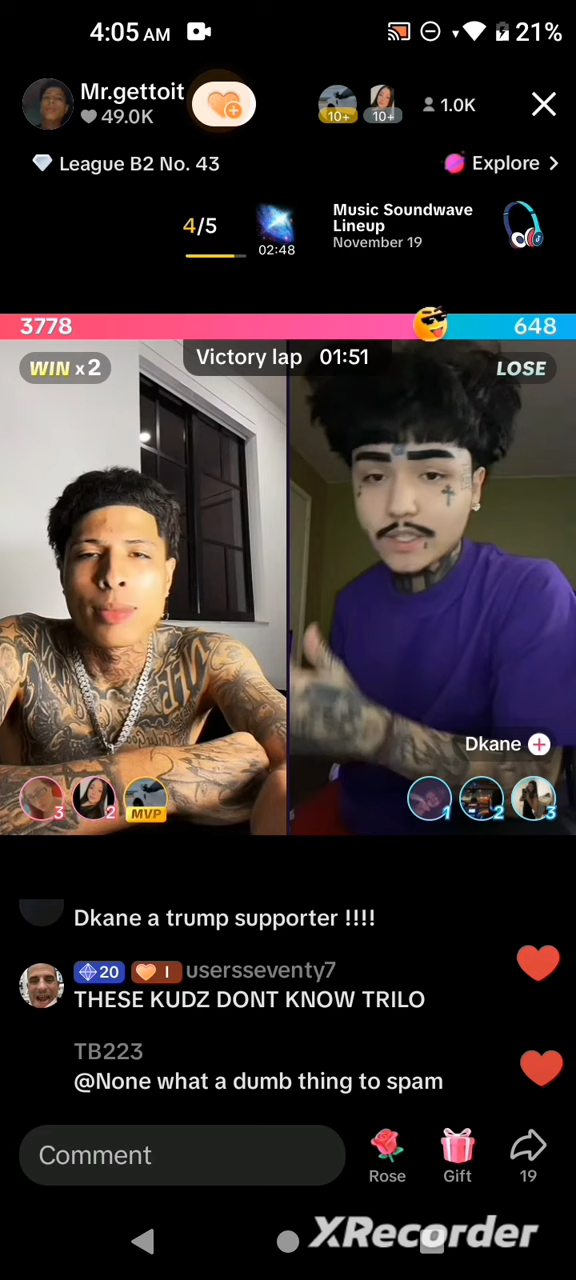 4:05 AM
21%
Mr.gettoit
49.0K
10+
10+
1.0K
League B2 No. 43
Explore >
4/5
02:48
Music Soundwave
Lineup
November 19
3778
648
WIN x 2
Victory lap 01:51
LOSE
Dkane
3
2
MVP
1
2
3
Dkane a trump supporter !!!!
20
I
usersseventy7
THESE KUDZ DONT KNOW TRILO
TB223
@None what a dumb thing to spam
Comment
Rose
Gift
19
XRecorder